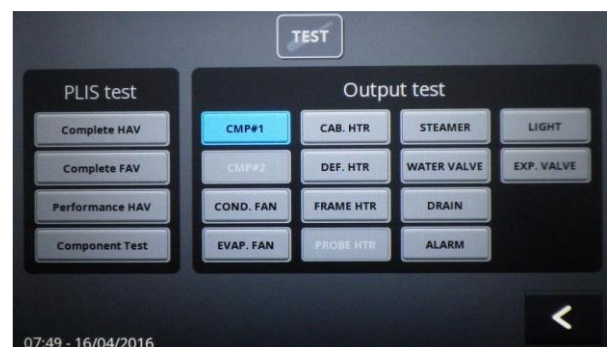 TEST
PLIS test
Complete HAV
Complete FAV
Performance HAV
Component Test
Output test
CMP#1 CAB. HTR STEAMER LIGHT
CMP#2 DEF. HTR WATER VALVE EXP. VALVE
COND. FAN FRAME HTR DRAIN
EVAP. FAN PROBE HTR ALARM
07:49 - 16/04/2016